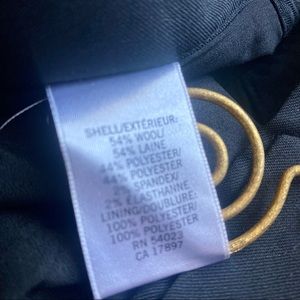 SHELL/EXTÉRIEUR:
54% WOOL/
54% LAINE
44% POLYESTER/
44% POLYESTER
2% SPANDEX/
2% ÉLASTHANNE
LINING/DOUBLURE:
100% POLYESTER/
100% POLYESTER
RN 54023
CA 17897